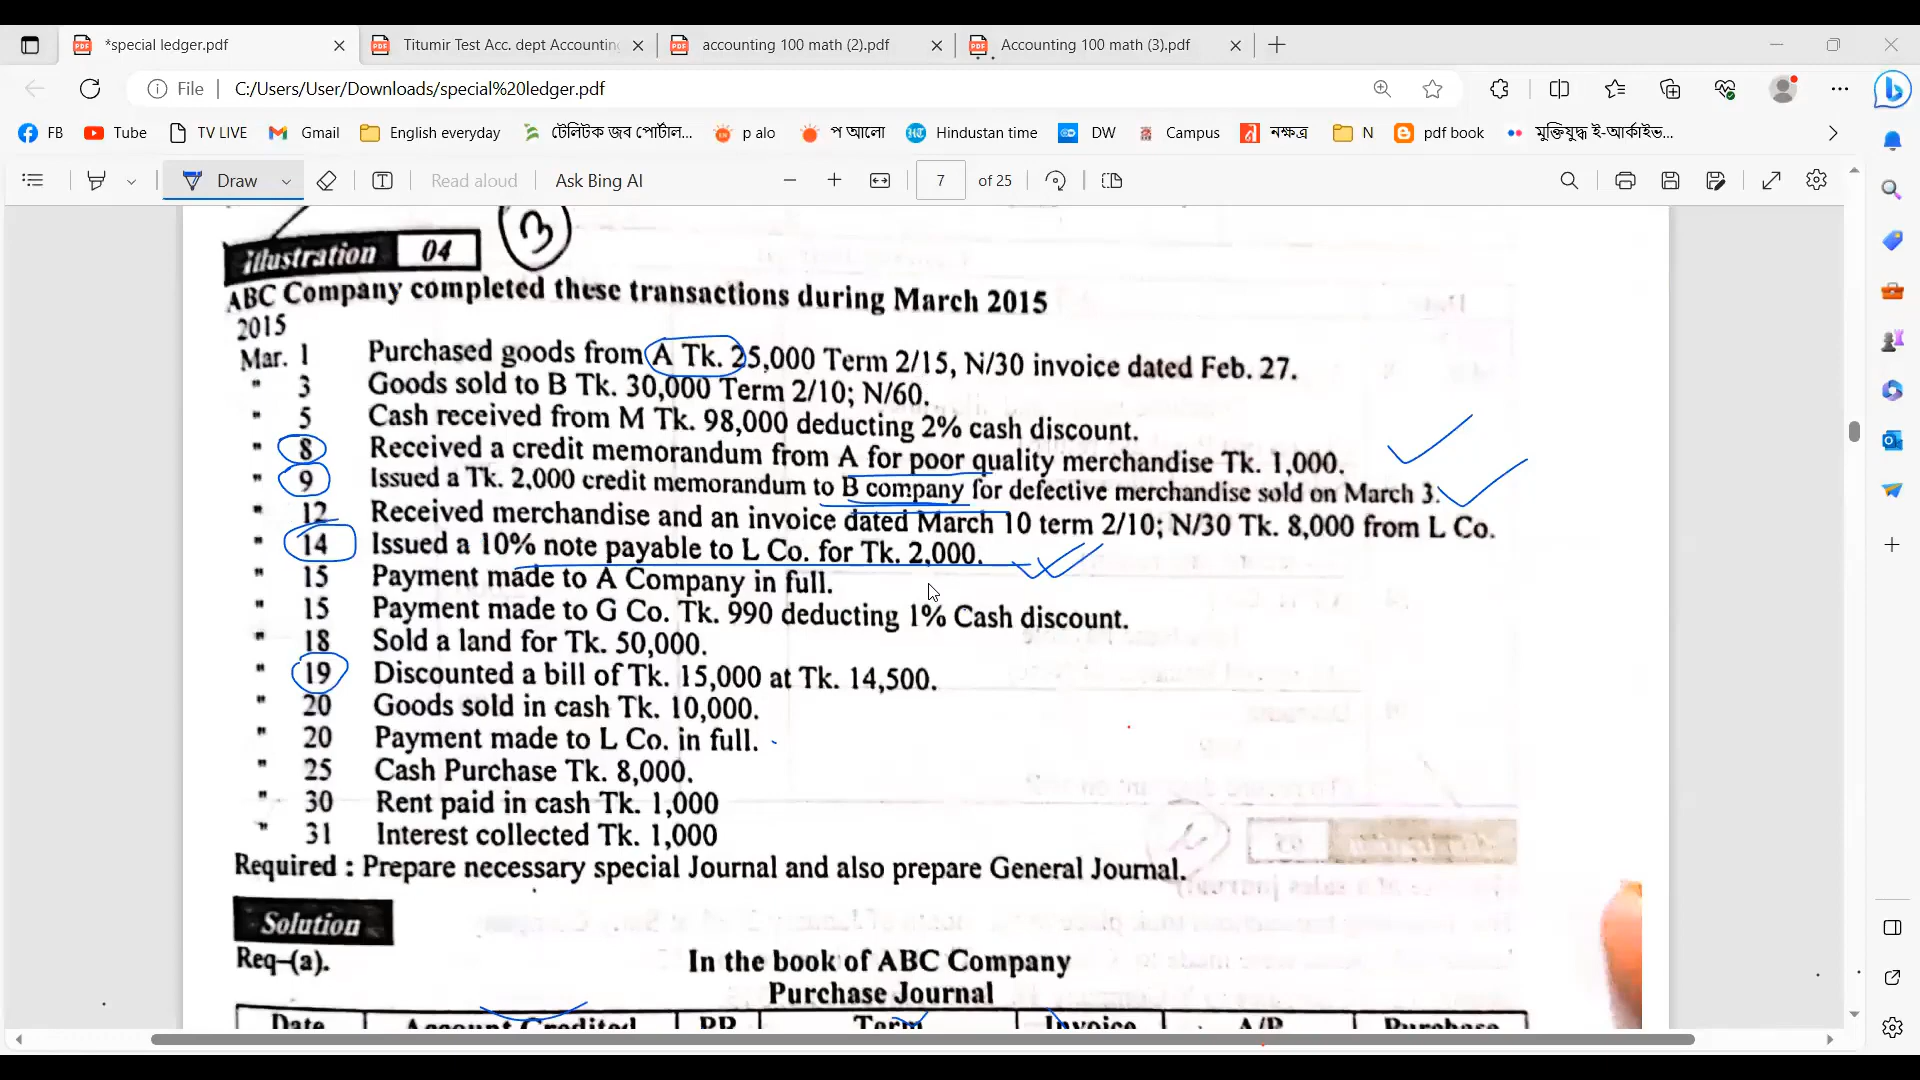 *special ledger.pdf
Titumir Test Acc. dept Accounting
accounting 100 math (2).pdf
Accounting 100 math (3).pdf
File
C:/Users/User/Downloads/special%20ledger.pdf
FB
Tube
TV LIVE
Gmail
English everyday
টেলিটক জব পোর্টাল...
p alo
প আলো
Hindustan time
DW
Campus
নক্ষত্র
N
pdf book
মুক্তিযুদ্ধ ই-আর্কাইভ...
Draw
Read aloud
Ask Bing AI
7
of 25
illustration 04
3
ABC Company completed these transactions during March 2015
2015
Mar. 1 Purchased goods from A Tk. 25,000 Term 2/15, N/30 invoice dated Feb. 27.
" 3 Goods sold to B Tk. 30,000 Term 2/10; N/60.
" 5 Cash received from M Tk. 98,000 deducting 2% cash discount.
" 8 Received a credit memorandum from A for poor quality merchandise Tk. 1,000.
" 9 Issued a Tk. 2,000 credit memorandum to B company for defective merchandise sold on March 3.
" 12 Received merchandise and an invoice dated March 10 term 2/10; N/30 Tk. 8,000 from L Co.
" 14 Issued a 10% note payable to L Co. for Tk. 2,000.
" 15 Payment made to A Company in full.
" 15 Payment made to G Co. Tk. 990 deducting 1% Cash discount.
" 18 Sold a land for Tk. 50,000.
" 19 Discounted a bill of Tk. 15,000 at Tk. 14,500.
" 20 Goods sold in cash Tk. 10,000.
" 20 Payment made to L Co. in full.
" 25 Cash Purchase Tk. 8,000.
" 30 Rent paid in cash Tk. 1,000
" 31 Interest collected Tk. 1,000
Required : Prepare necessary special Journal and also prepare General Journal.
Solution
Req-(a).
In the book of ABC Company
Purchase Journal
Date Account Credited PR Term Invoice A/P Purchase